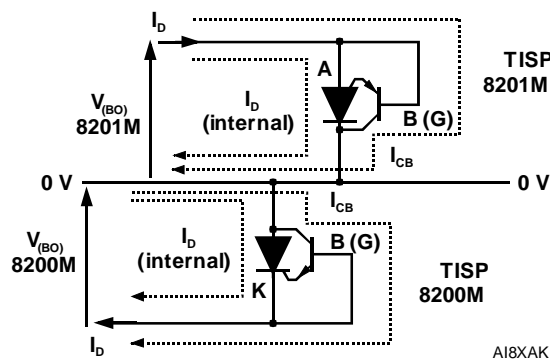 I_D
TISP
8201M
A
V_(BO)
8201M
I_D
(internal)
B (G)
I_CB
0 V
0 V
I_CB
V_(BO)
8200M
I_D
(internal)
B (G)
TISP
8200M
K
I_D
AI8XAK